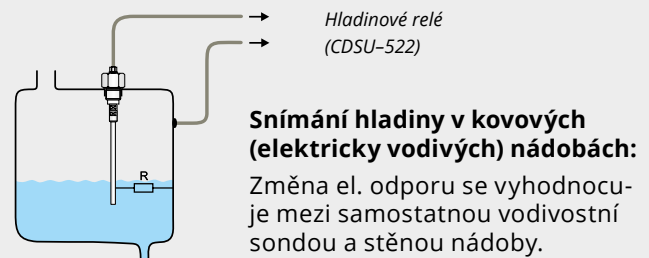 Hladinové relé
(CDSU–522)
Snímání hladiny v kovových
(elektricky vodivých) nádobách:
R
Změna el. odporu se vyhodnocu-
je mezi samostatnou vodivostní
sondou a stěnou nádoby.